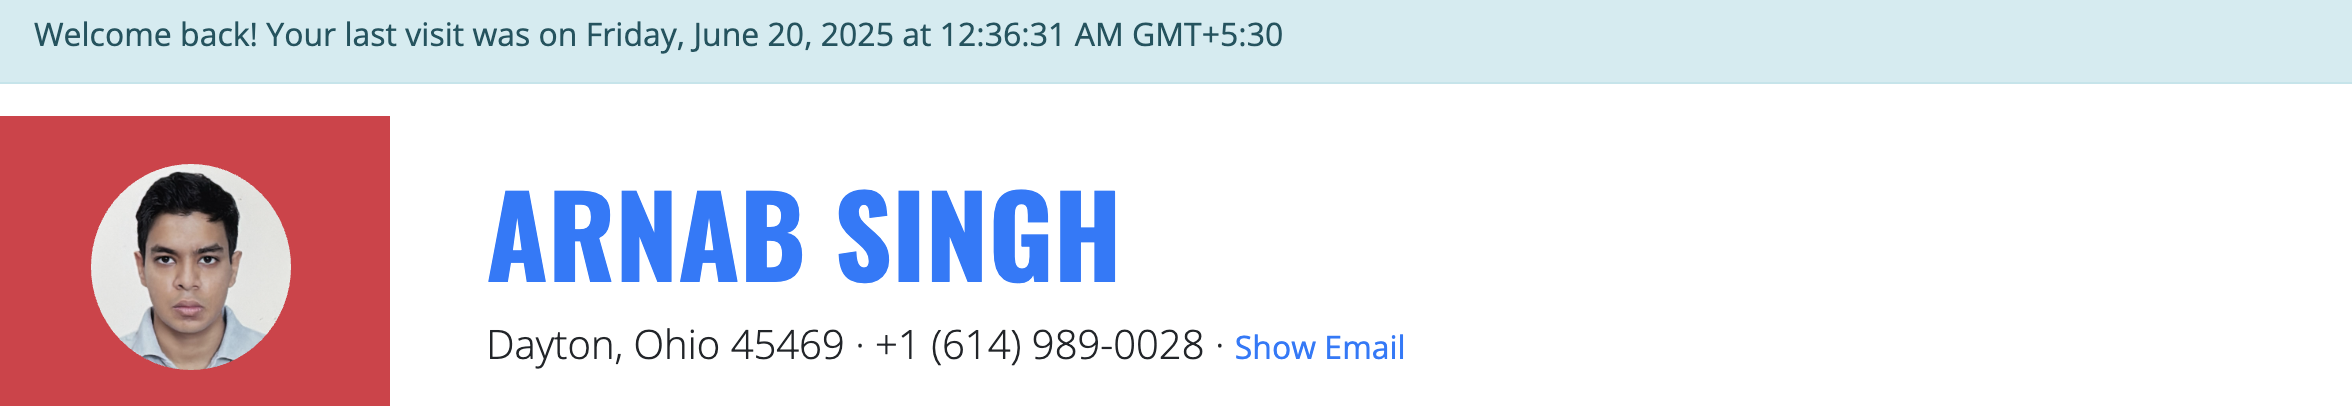 Welcome back! Your last visit was on Friday, June 20, 2025 at 12:36:31 AM GMT+5:30
ARNAB SINGH
Dayton, Ohio 45469 · +1 (614) 989-0028 · Show Email